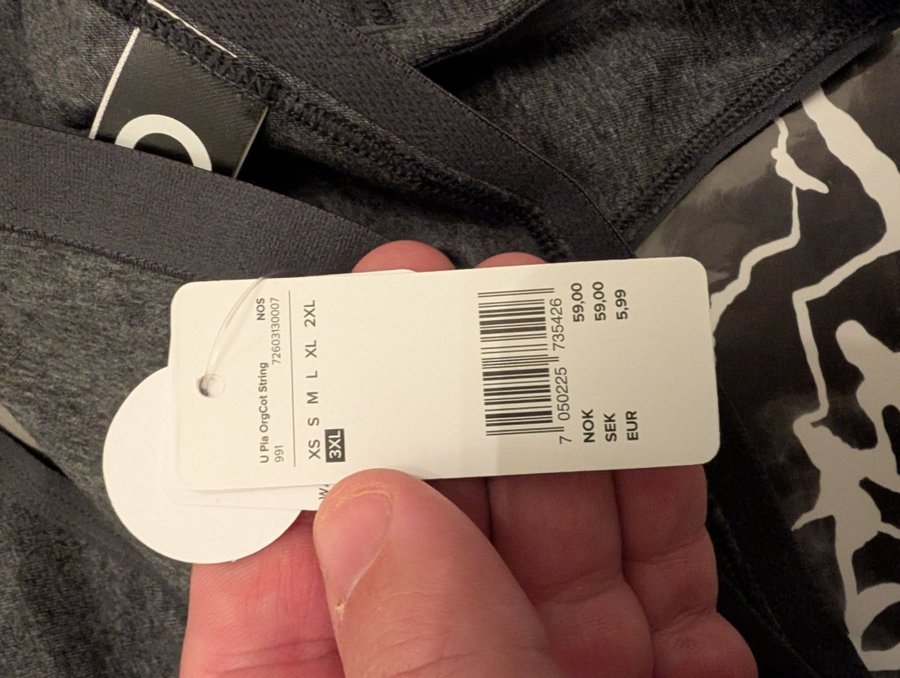 U Pla OrgCot String NOS
991 72603130007
XS S M L XL 2XL
3XL
7 050225 735426
NOK 59,00
SEK 59,00
EUR 5,99